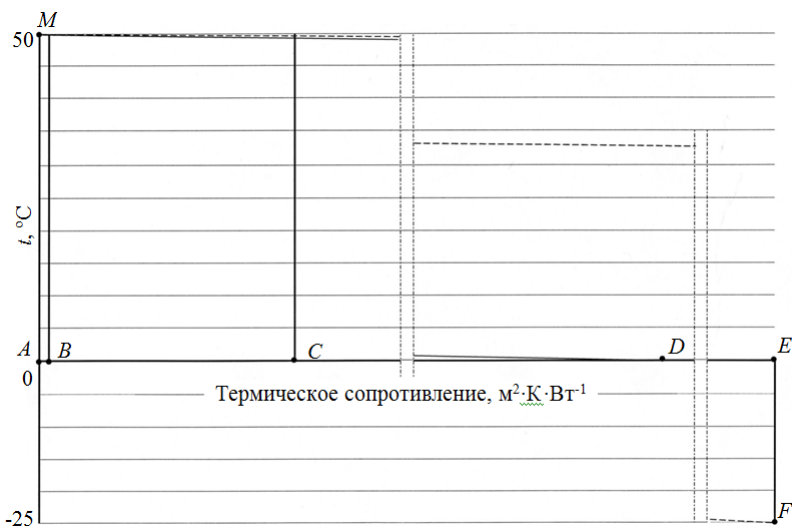 M
50
t, °C
A B C D E
0
Термическое сопротивление, м²·К·Вт⁻¹
-25 F